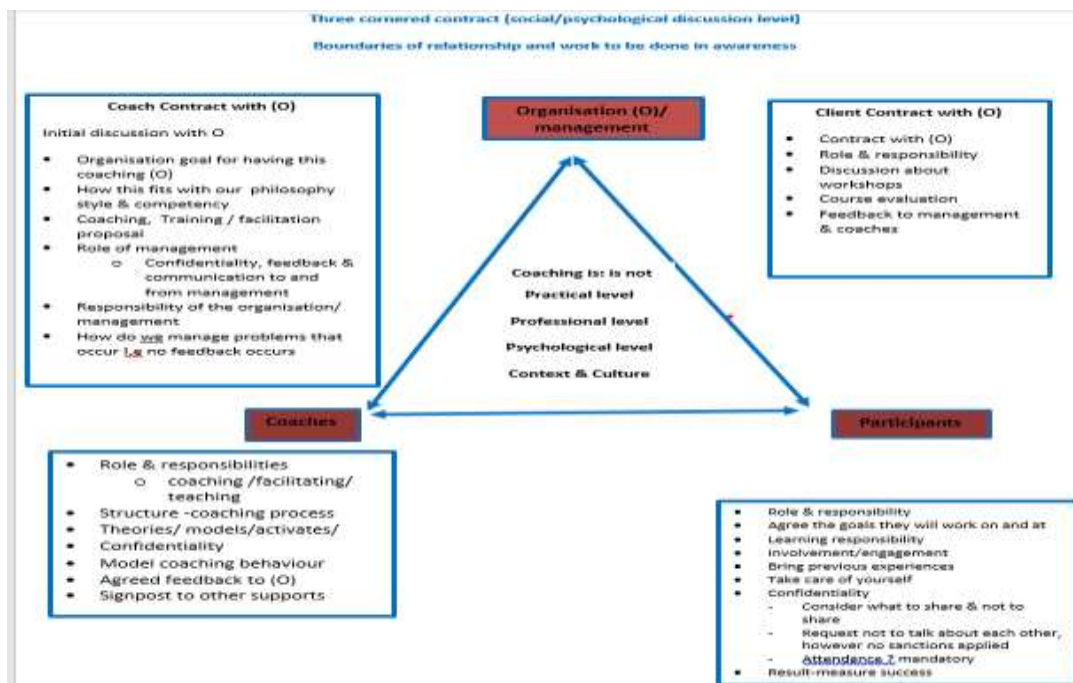 Three cornered contract (social/psychological discussion level)
Boundaries of relationship and work to be done in awareness
Coach Contract with (O)
Initial discussion with O
• Organisation goal for having this
coaching (O)
• How this fits with our philosophy
style & competency
• Coaching, Training / facilitation
proposal
• Role of management
o Confidentiality, feedback &
communication to and
from management
• Responsibility of the organisation/
management
• How do we manage problems that
occur I,g no feedback occurs
Organisation (O)/
management
Client Contract with (O)
• Contract with (O)
• Role & responsibility
• Discussion about
workshops
• Course evaluation
• Feedback to management
& coaches
Coaching is: is not
Practical level
Professional level
Psychological level
Context & Culture
Coaches
Participants
• Role & responsibilities
o coaching /facilitating/
teaching
• Structure -coaching process
• Theories/ models/activates/
• Confidentiality
• Model coaching behaviour
• Agreed feedback to (O)
• Signpost to other supports
• Role & responsibility
• Agree the goals they will work on and at
• Learning responsibility
• Involvement/engagement
• Bring previous experiences
• Take care of yourself
• Confidentiality
- Consider what to share & not to
share
- Request not to talk about each other,
however no sanctions applied
- Attendence ? mandatory
• Result-measure success